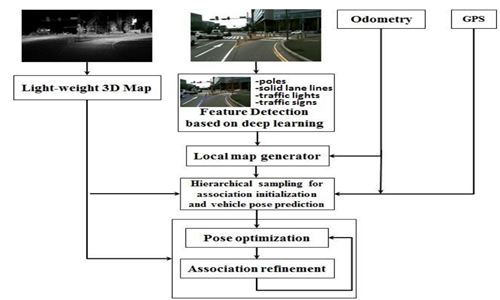 Odometry
GPS
Light-weight 3D Map
-poles
-solid lane lines
-traffic lights
-traffic signs
Feature Detection
based on deep learning
Local map generator
Hierarchical sampling for
association initialization
and vehicle pose prediction
Pose optimization
Association refinement